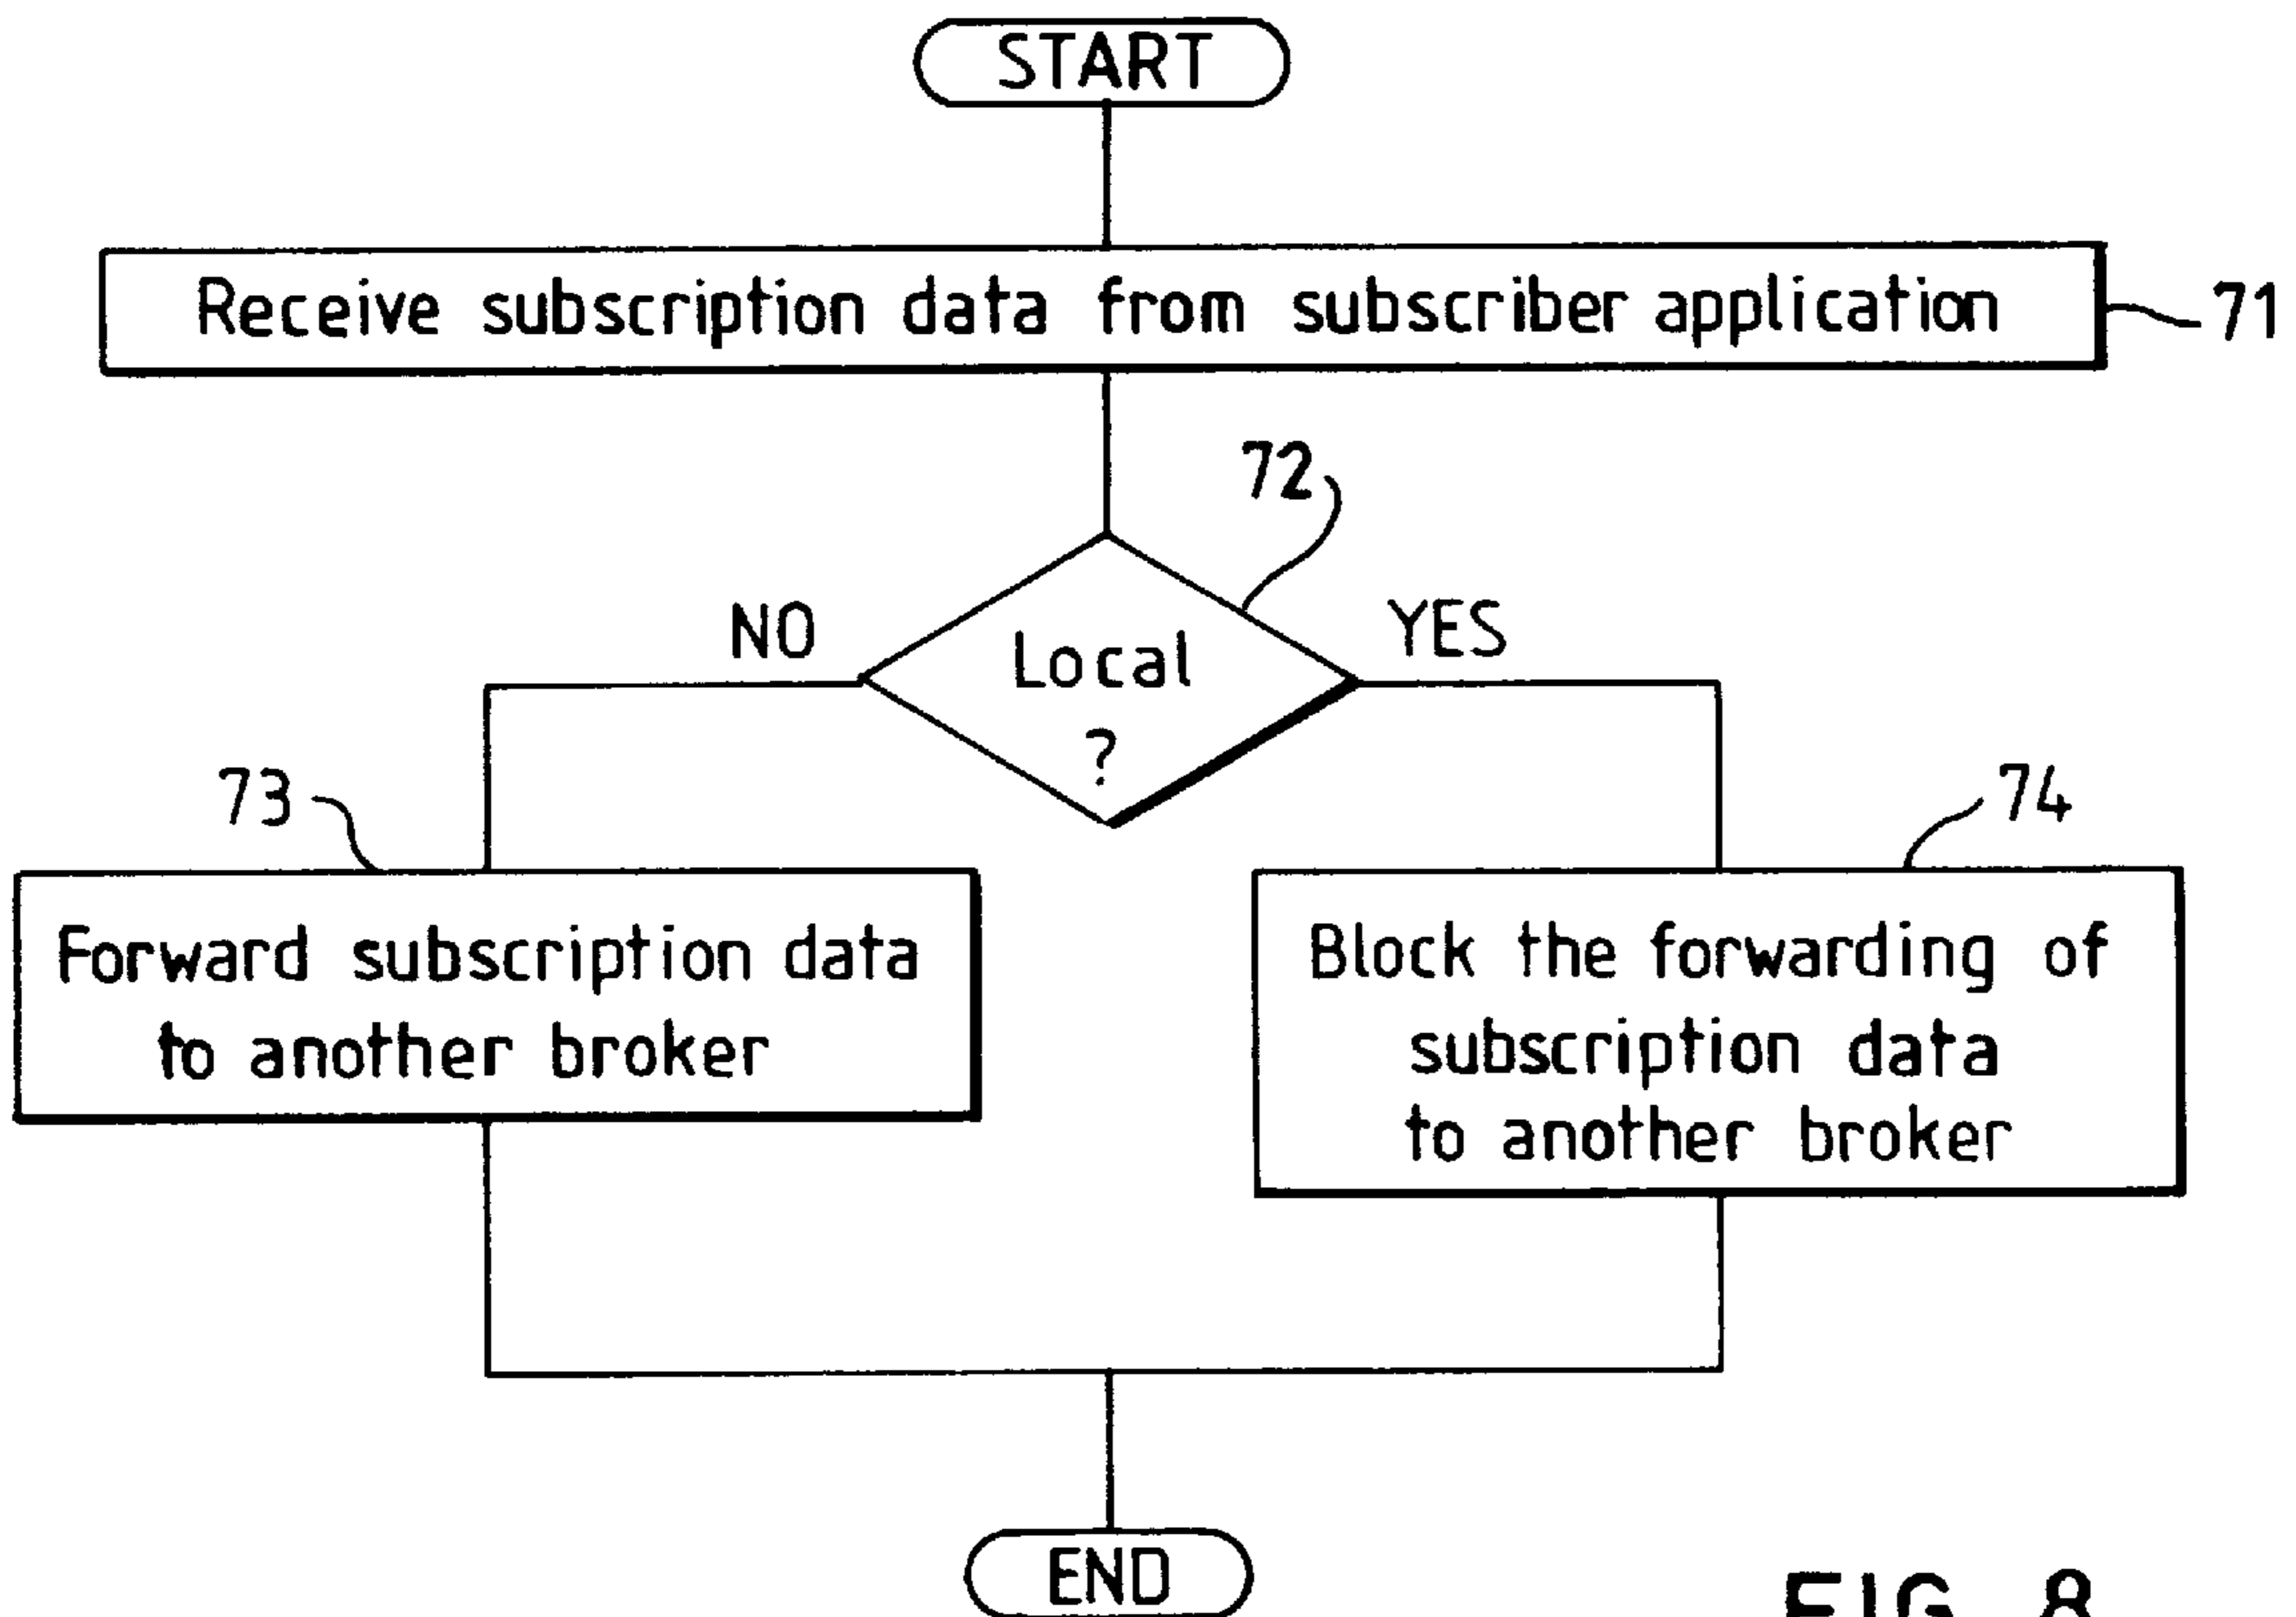 START
Receive subscription data from subscriber application
71
72
NO
YES
Local
?
73
74
Forward subscription data
to another broker
Block the forwarding of
subscription data
to another broker
END
FIG. 8